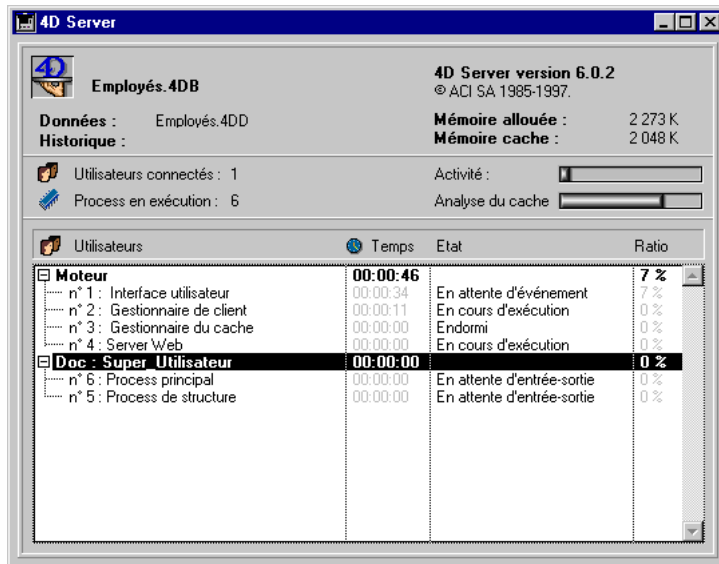 4D Server
4D
Employés.4DB
4D Server version 6.0.2
© ACI SA 1985-1997.
Données : Employés.4DD
Mémoire allouée : 2 273 K
Historique :
Mémoire cache : 2 048 K
Utilisateurs connectés : 1
Activité :
Process en exécution : 6
Analyse du cache
Utilisateurs Temps Etat Ratio
Moteur 00:00:46 7 %
n° 1 : Interface utilisateur 00:00:34 En attente d'événement 7 %
n° 2 : Gestionnaire de client 00:00:11 En cours d'exécution 0 %
n° 3 : Gestionnaire du cache 00:00:00 Endormi 0 %
n° 4 : Server Web 00:00:00 En cours d'exécution 0 %
Doc : Super_Utilisateur 00:00:00 0 %
n° 6 : Process principal 00:00:00 En attente d'entrée-sortie 0 %
n° 5 : Process de structure 00:00:00 En attente d'entrée-sortie 0 %